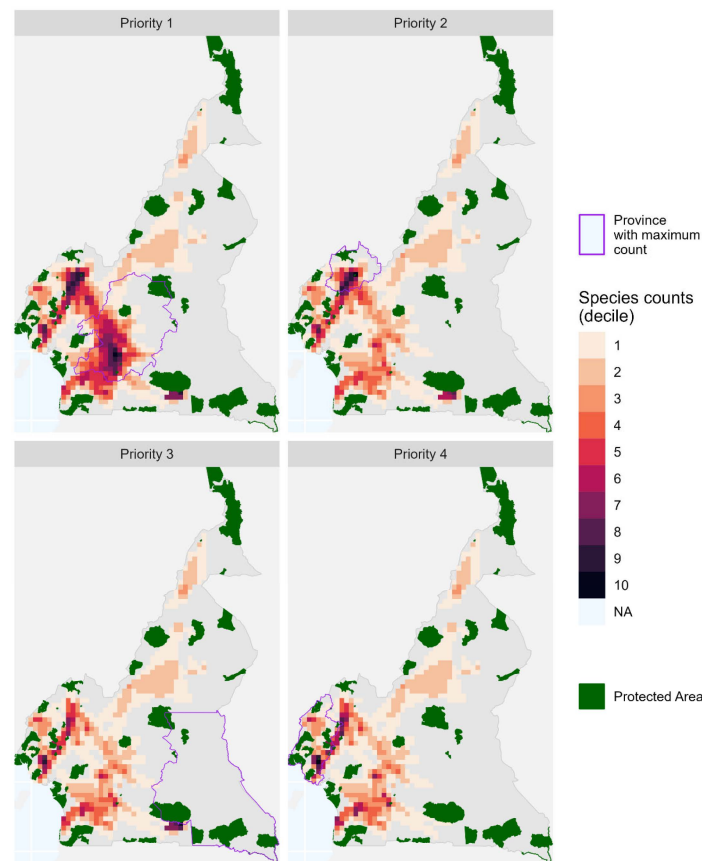 Priority 1
Priority 2
Province
with maximum
count
Species counts
(decile)
1
2
3
4
5
6
7
8
9
10
NA
Protected Area
Priority 3
Priority 4